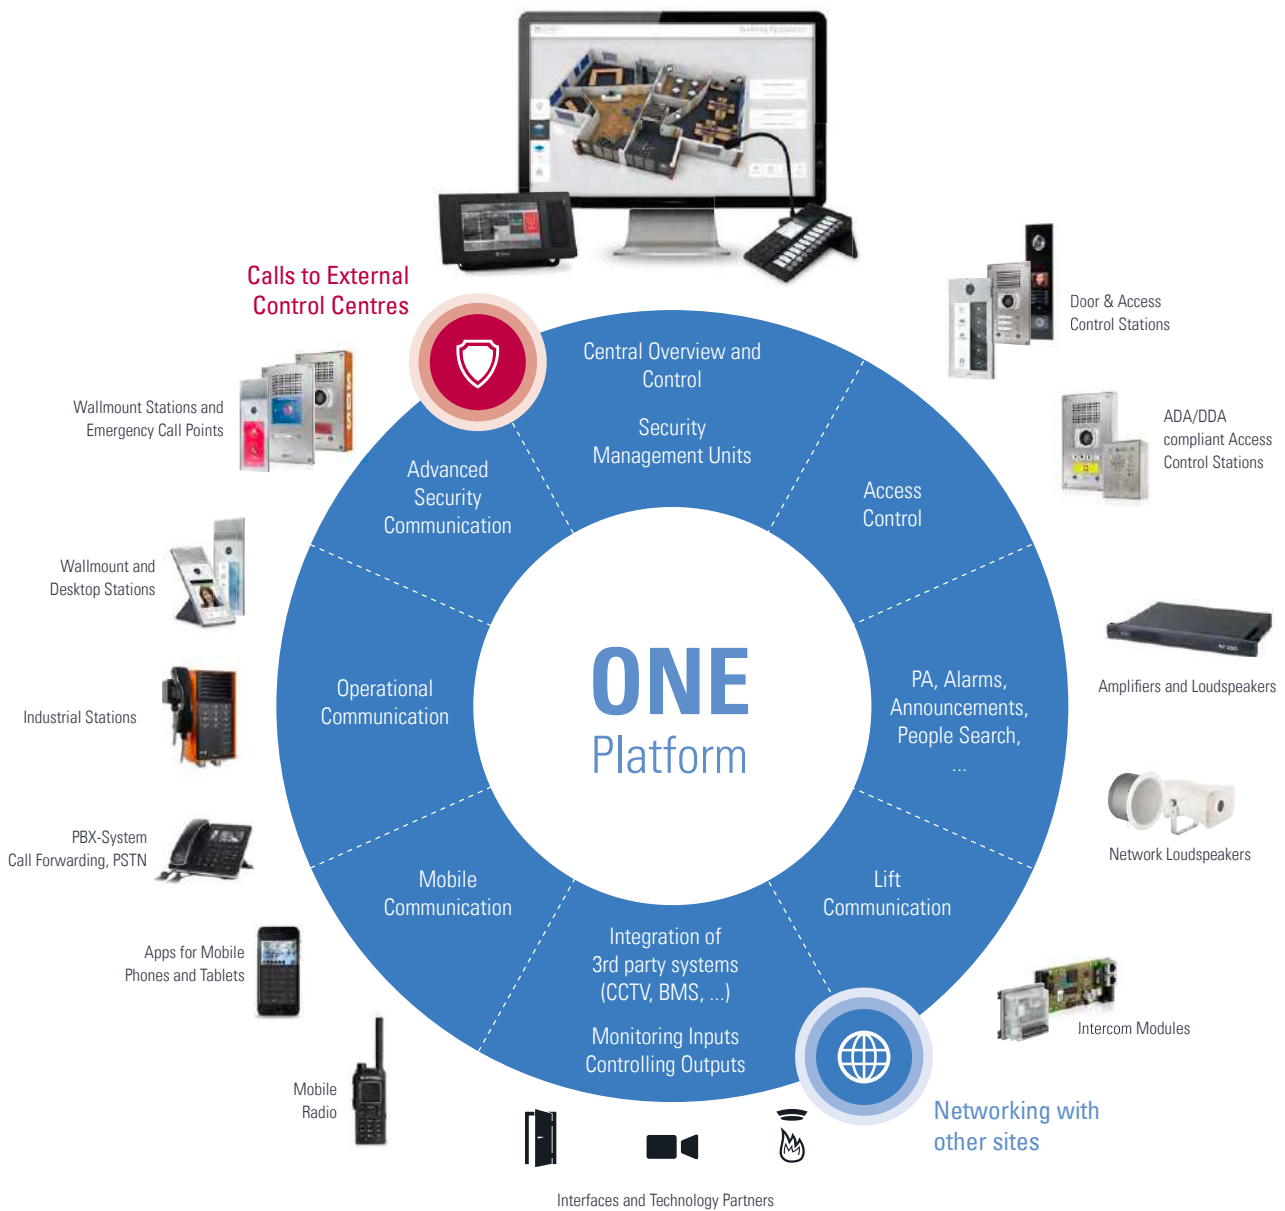 Calls to External
Control Centres
Central Overview and
Control
Security
Management Units
Door & Access
Control Stations
Wallmount Stations and
Emergency Call Points
SOS
ADA/DDA
compliant Access
Control Stations
Advanced
Security
Communication
Access
Control
Wallmount and
Desktop Stations
ONE
Platform
Operational
Communication
PA, Alarms,
Announcements,
People Search,
...
Amplifiers and Loudspeakers
Industrial Stations
PBX-System
Call Forwarding, PSTN
Network Loudspeakers
Mobile
Communication
Lift
Communication
Apps for Mobile
Phones and Tablets
Integration of
3rd party systems
(CCTV, BMS, ...)
Monitoring Inputs
Controlling Outputs
Intercom Modules
Mobile
Radio
Networking with
other sites
Interfaces and Technology Partners